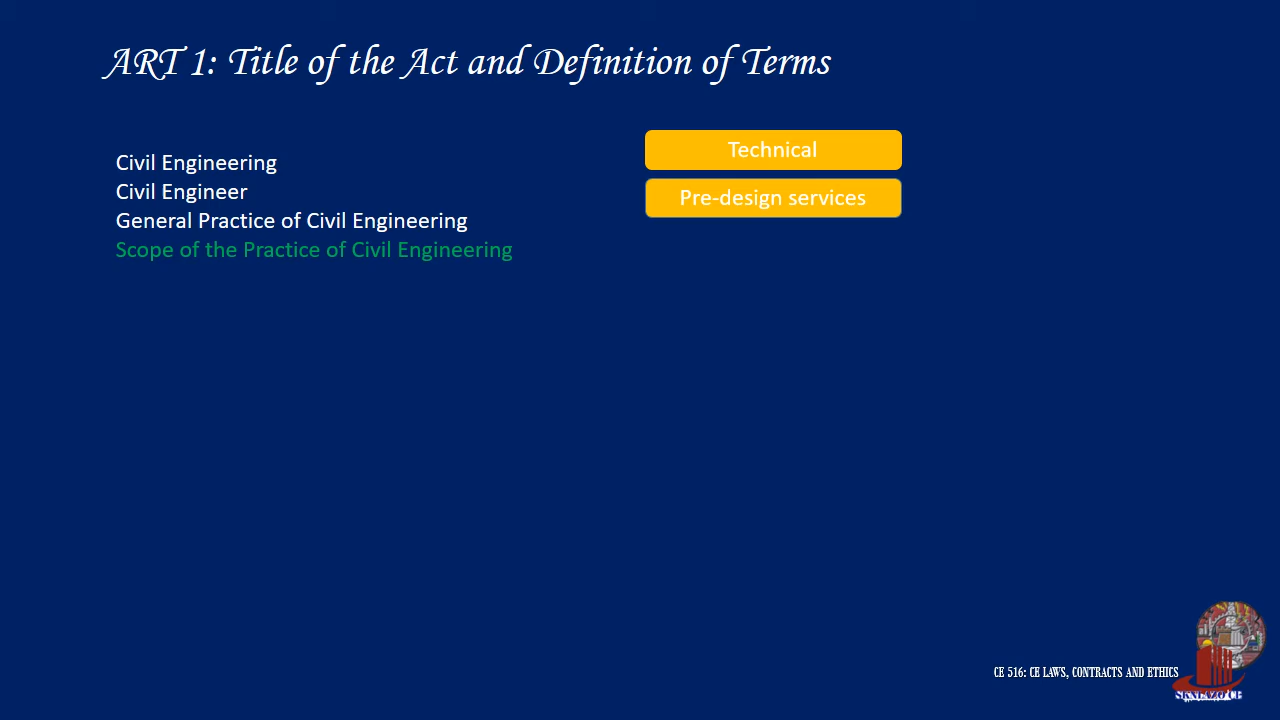 ART 1: Title of the Act and Definition of Terms
Civil Engineering
Civil Engineer
General Practice of Civil Engineering
Scope of the Practice of Civil Engineering
Technical
Pre-design services
CE 516: CE LAWS, CONTRACTS AND ETHICS